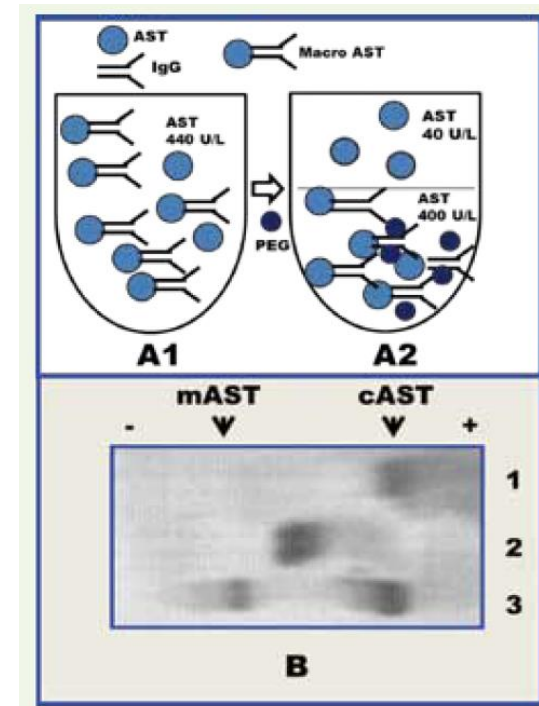 AST
IgG
Macro AST
AST
440 U/L
AST
40 U/L
AST
400 U/L
PEG
A1
A2
mAST
cAST
-
+
1
2
3
B